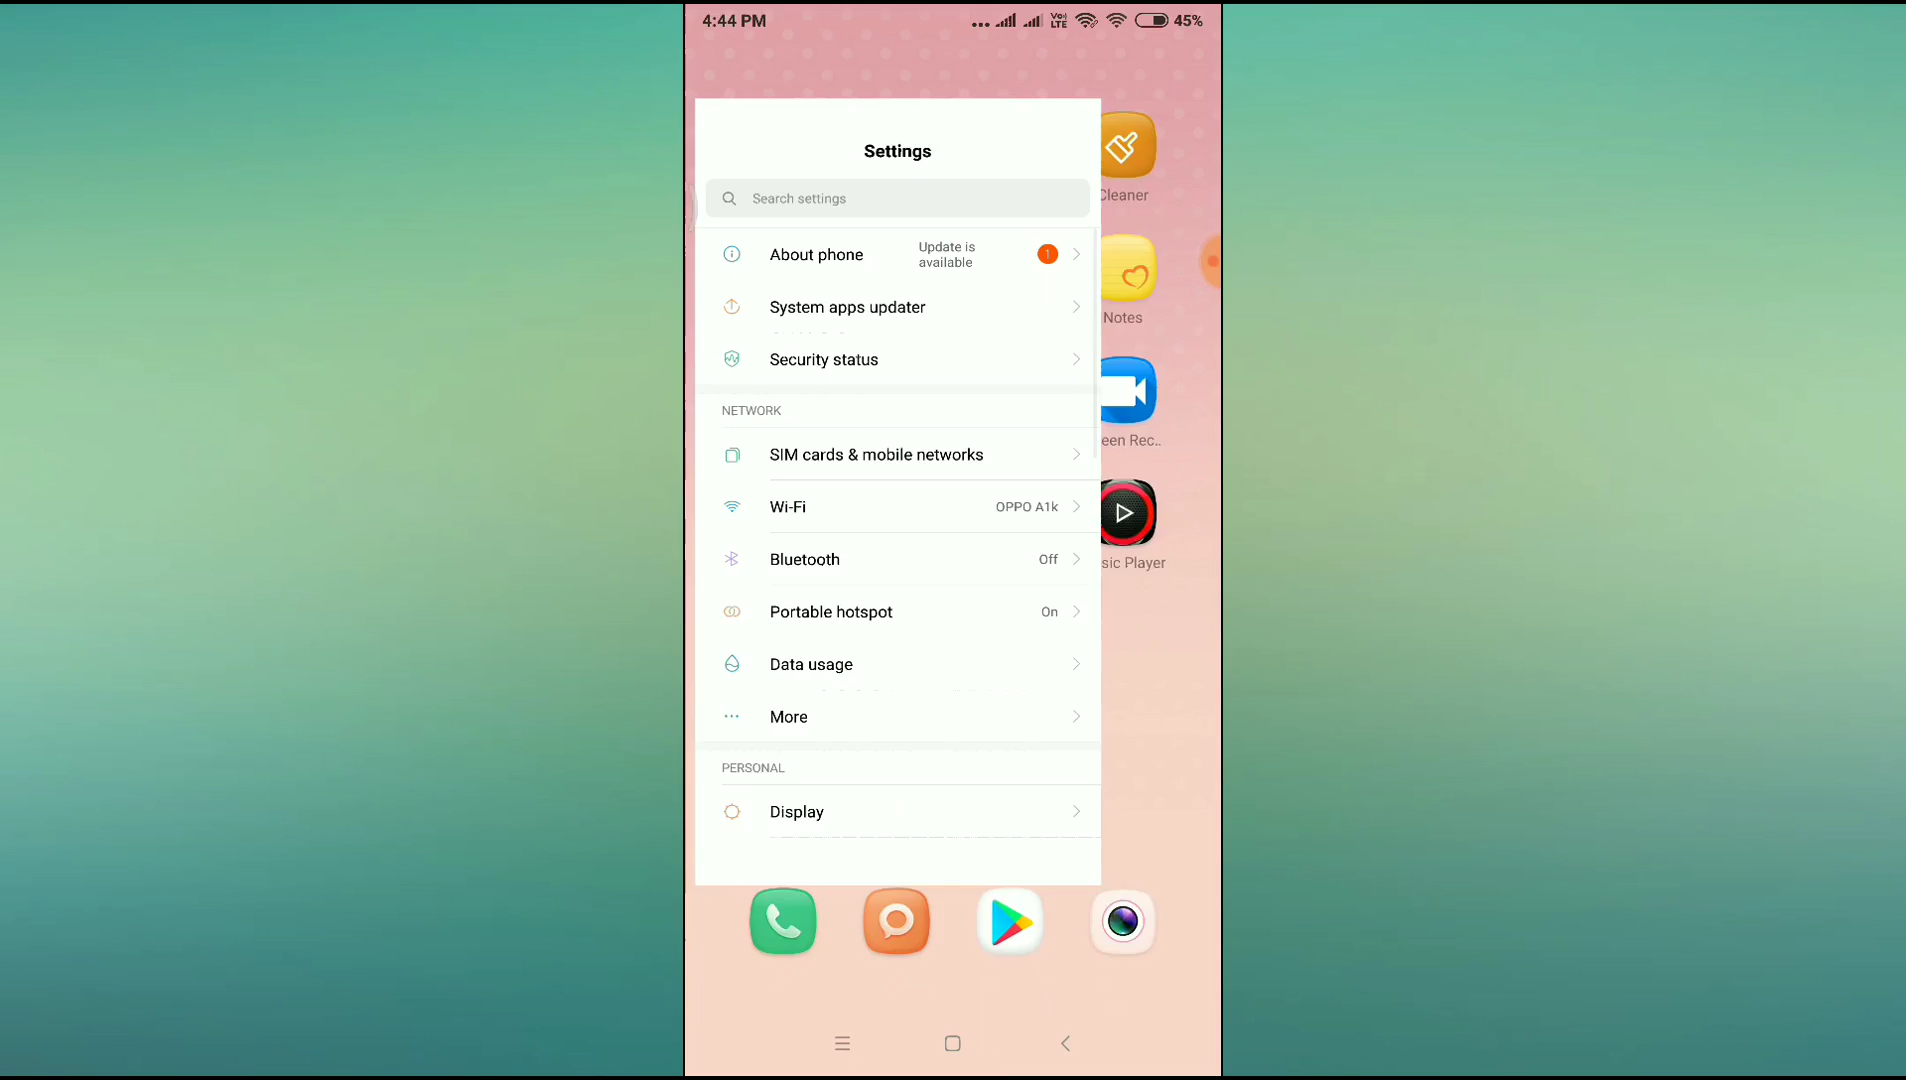 4:44 PM
Vo) LTE
45%
Settings
Search settings
About phone
Update is
available
1
System apps updater
Security status
NETWORK
SIM cards & mobile networks
Wi-Fi
OPPO A1k
Bluetooth
Off
Portable hotspot
On
Data usage
More
PERSONAL
Display
Cleaner
Notes
een Rec..
sic Player